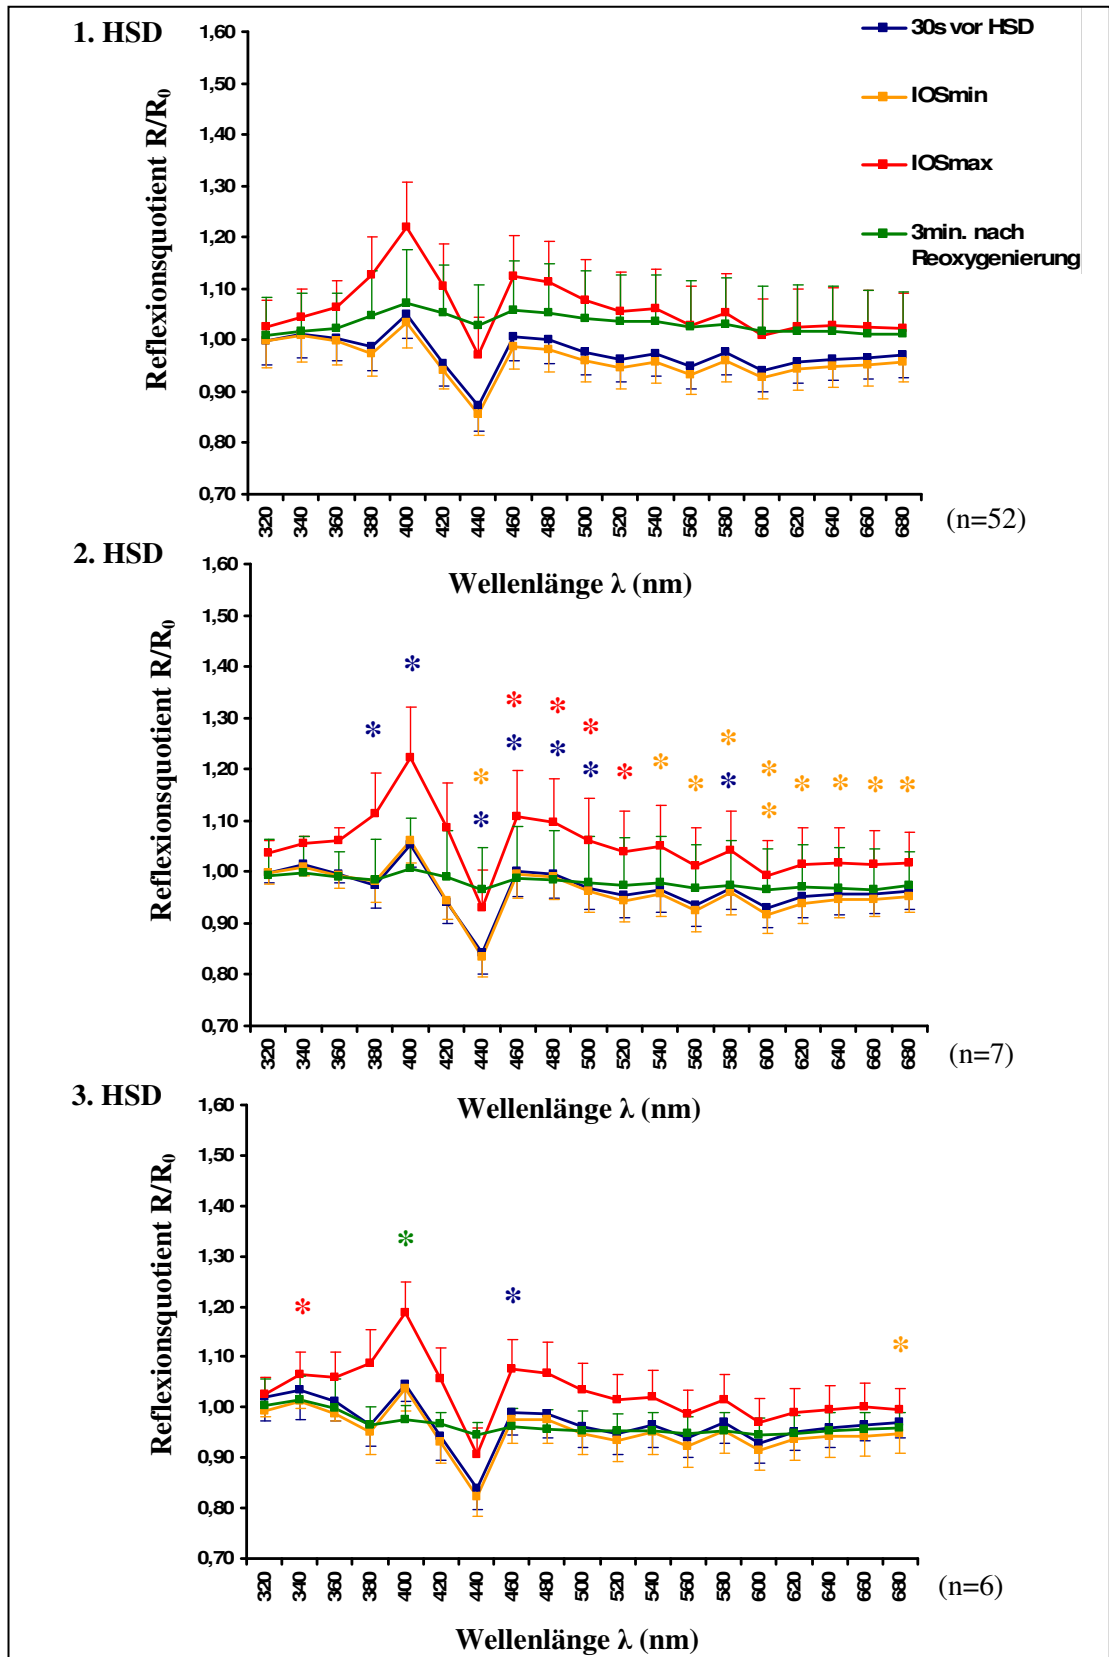 1. HSD
30s vor HSD
IOSmin
IOSmax
3min. nach
Reoxygenierung
Reflexionsquotient R/R0
1,60
1,50
1,40
1,30
1,20
1,10
1,00
0,90
0,80
0,70
320 340 360 380 400 420 440 460 480 500 520 540 560 580 600 620 640 660 680
(n=52)
Wellenlänge λ (nm)
2. HSD
Reflexionsquotient R/R0
1,60
1,50
1,40
1,30
1,20
1,10
1,00
0,90
0,80
0,70
* * * * * * * * * * * * * * * * * * * * * *
320 340 360 380 400 420 440 460 480 500 520 540 560 580 600 620 640 660 680
(n=7)
Wellenlänge λ (nm)
3. HSD
Reflexionsquotient R/R0
1,60
1,50
1,40
1,30
1,20
1,10
1,00
0,90
0,80
0,70
* * * *
320 340 360 380 400 420 440 460 480 500 520 540 560 580 600 620 640 660 680
(n=6)
Wellenlänge λ (nm)